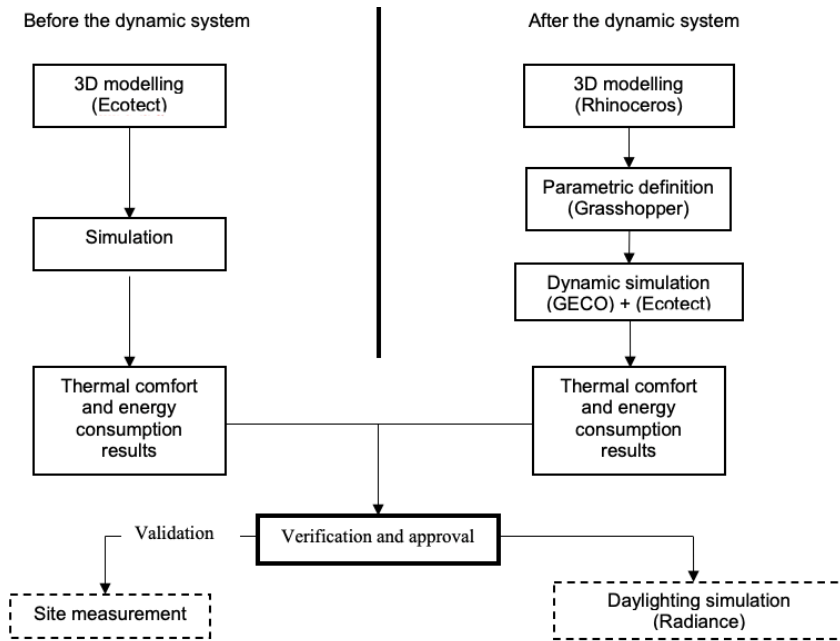 Before the dynamic system
After the dynamic system
3D modelling
(Ecotect)
Simulation
Thermal comfort
and energy
consumption
results
3D modelling
(Rhinoceros)
Parametric definition
(Grasshopper)
Dynamic simulation
(GECO) + (Ecotect)
Thermal comfort
and energy
consumption
results
Verification and approval
Validation
Site measurement
Daylighting simulation
(Radiance)